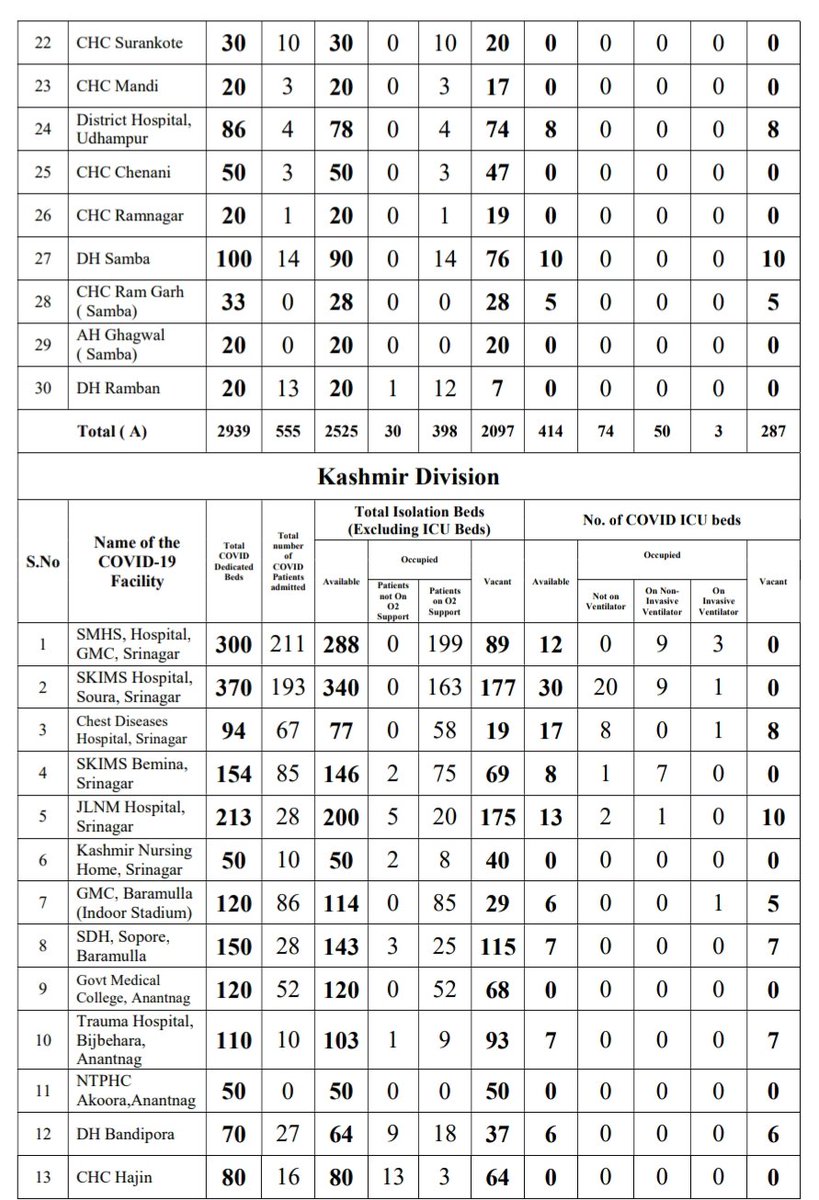 22 CHC Surankote 30 10 30 0 10 20 0 0 0 0 0
23 CHC Mandi 20 3 20 0 3 17 0 0 0 0 0
24 District Hospital, Udhampur 86 4 78 0 4 74 8 0 0 0 8
25 CHC Chenani 50 3 50 0 3 47 0 0 0 0 0
26 CHC Ramnagar 20 1 20 0 1 19 0 0 0 0 0
27 DH Samba 100 14 90 0 14 76 10 0 0 0 10
28 CHC Ram Garh ( Samba) 33 0 28 0 0 28 5 0 0 0 5
29 AH Ghagwal ( Samba) 20 0 20 0 0 20 0 0 0 0 0
30 DH Ramban 20 13 20 1 12 7 0 0 0 0 0
Total ( A) 2939 555 2525 30 398 2097 414 74 50 3 287
Kashmir Division
S.No
Name of the
COVID-19
Facility
Total
COVID
Dedicated
Beds
Total
number
of
COVID
Patients
admitted
Total Isolation Beds
(Excluding ICU Beds)
Available
Occupied
Patients
not On
O2
Support
Patients
on O2
Support
Vacant
No. of COVID ICU beds
Available
Occupied
Not on
Ventilator
On Non-
Invasive
Ventilator
On
Invasive
Ventilator
Vacant
1 SMHS, Hospital, GMC, Srinagar 300 211 288 0 199 89 12 0 9 3 0
2 SKIMS Hospital, Soura, Srinagar 370 193 340 0 163 177 30 20 9 1 0
3 Chest Diseases Hospital, Srinagar 94 67 77 0 58 19 17 8 0 1 8
4 SKIMS Bemina, Srinagar 154 85 146 2 75 69 8 1 7 0 0
5 JLNM Hospital, Srinagar 213 28 200 5 20 175 13 2 1 0 10
6 Kashmir Nursing Home, Srinagar 50 10 50 2 8 40 0 0 0 0 0
7 GMC, Baramulla (Indoor Stadium) 120 86 114 0 85 29 6 0 0 1 5
8 SDH, Sopore, Baramulla 150 28 143 3 25 115 7 0 0 0 7
9 Govt Medical College, Anantnag 120 52 120 0 52 68 0 0 0 0 0
10 Trauma Hospital, Bijbehara, Anantnag 110 10 103 1 9 93 7 0 0 0 7
11 NTPHC Akoora,Anantnag 50 0 50 0 0 50 0 0 0 0 0
12 DH Bandipora 70 27 64 9 18 37 6 0 0 0 6
13 CHC Hajin 80 16 80 13 3 64 0 0 0 0 0